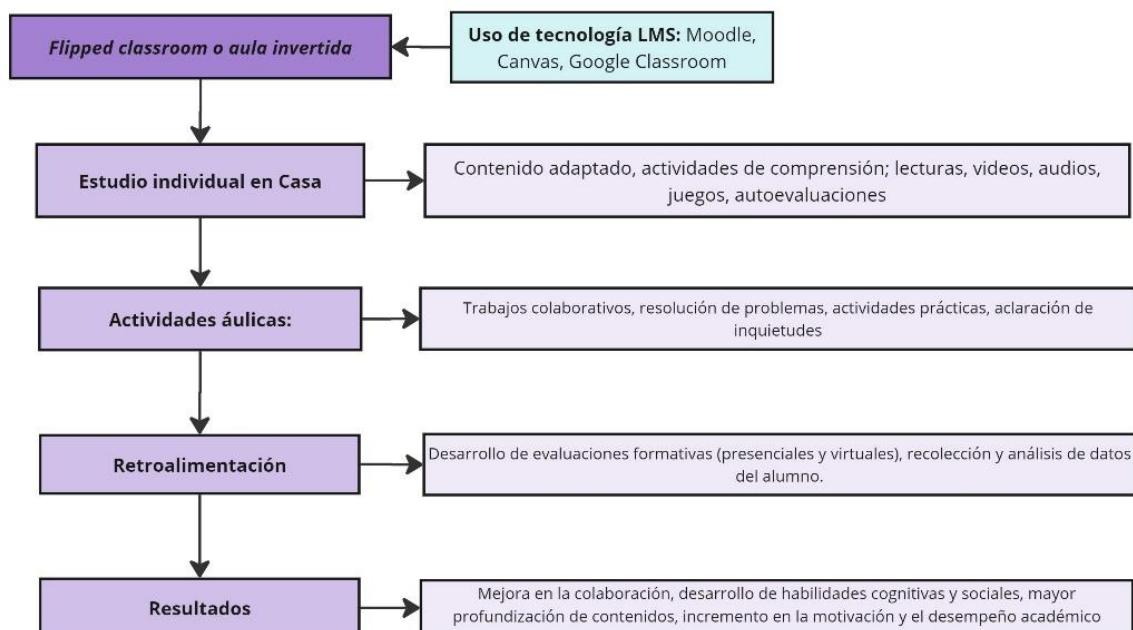 Flipped classroom o aula invertida
Uso de tecnología LMS: Moodle,
Canvas, Google Classroom
Estudio individual en Casa
Contenido adaptado, actividades de comprensión; lecturas, videos, audios,
juegos, autoevaluaciones
Actividades áulicas:
Trabajos colaborativos, resolución de problemas, actividades prácticas, aclaración de
inquietudes
Retroalimentación
Desarrollo de evaluaciones formativas (presenciales y virtuales), recolección y análisis de datos
del alumno.
Resultados
Mejora en la colaboración, desarrollo de habilidades cognitivas y sociales, mayor
profundización de contenidos, incremento en la motivación y el desempeño académico